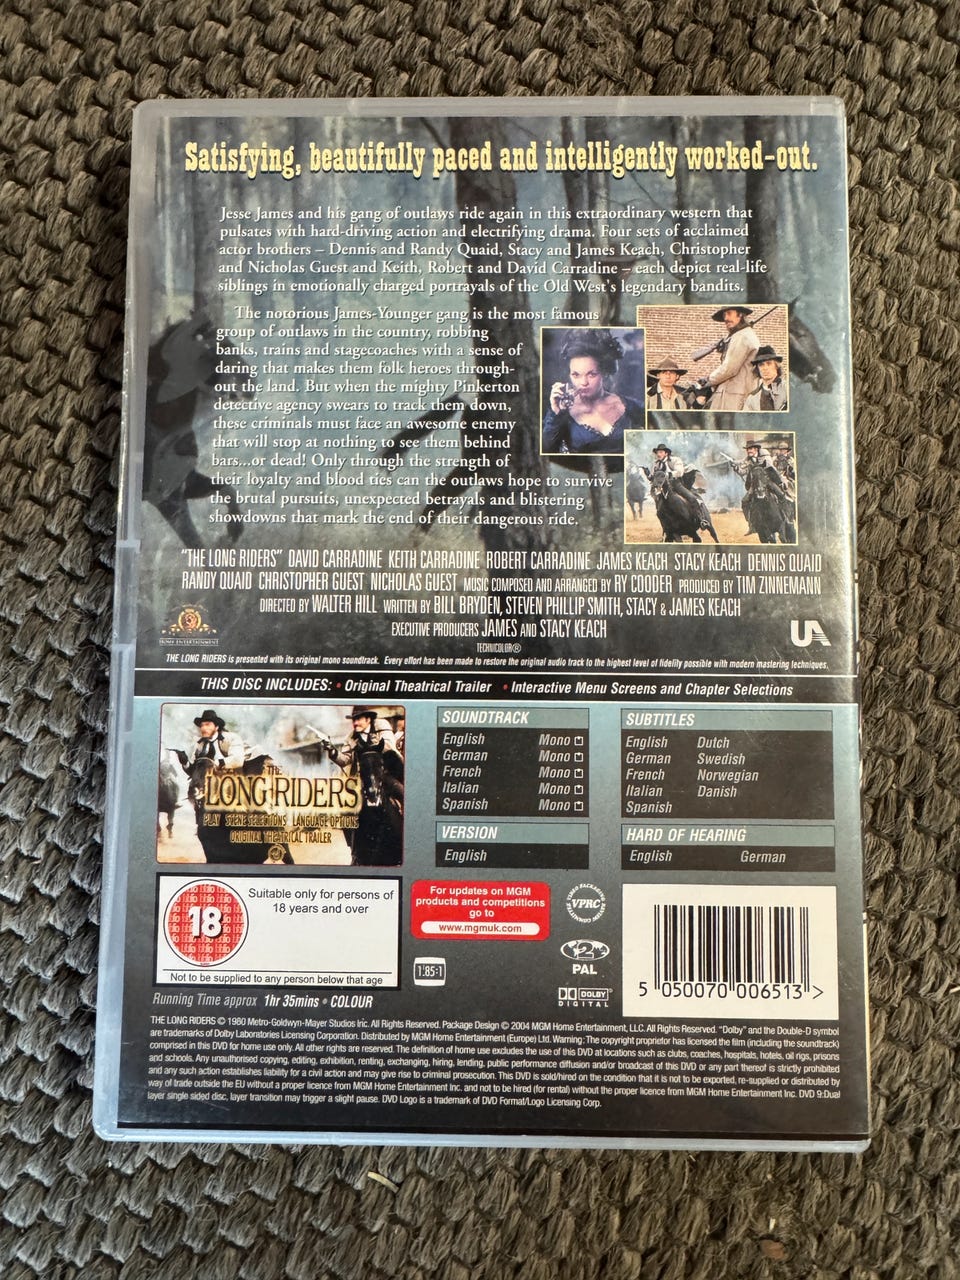 Satisfying, beautifully paced and intelligently worked-out.
Jesse James and his gang of outlaws ride again in this extraordinary western that
pulsates with hard-driving action and electrifying drama. Four sets of acclaimed
actor brothers – Dennis and Randy Quaid, Stacy and James Keach, Christopher
and Nicholas Guest and Keith, Robert and David Carradine – each depict real-life
siblings in emotionally charged portrayals of the Old West's legendary bandits.
The notorious James-Younger gang is the most famous
group of outlaws in the country, robbing
banks, trains and stagecoaches with a sense of
daring that makes them folk heroes through-
out the land. But when the mighty Pinkerton
detective agency swears to track them down,
these criminals must face an awesome enemy
that will stop at nothing to see them behind
bars...or dead! Only through the strength of
their loyalty and blood ties can the outlaws hope to survive
the brutal pursuits, unexpected betrayals and blistering
showdowns that mark the end of their dangerous ride.
"THE LONG RIDERS" DAVID CARRADINE KEITH CARRADINE ROBERT CARRADINE JAMES KEACH STACY KEACH DENNIS QUAID
RANDY QUAID CHRISTOPHER GUEST NICHOLAS GUEST MUSIC COMPOSED AND ARRANGED BY RY COODER PRODUCED BY TIM ZINNEMANN
DIRECTED BY WALTER HILL WRITTEN BY BILL BRYDEN, STEVEN PHILLIP SMITH, STACY & JAMES KEACH
EXECUTIVE PRODUCERS JAMES AND STACY KEACH
TECHNICOLOR®
HOME ENTERTAINMENT
UA
THE LONG RIDERS is presented with its original mono soundtrack. Every effort has been made to restore the original audio track to the highest level of fidelity possible with modern mastering techniques.
THIS DISC INCLUDES: • Original Theatrical Trailer • Interactive Menu Screens and Chapter Selections
THE
LONG RIDERS
PLAY SCENE SELECTIONS LANGUAGE OPTIONS
ORIGINAL THEATRICAL TRAILER
SOUNDTRACK
English Mono
German Mono
French Mono
Italian Mono
Spanish Mono
VERSION
English
SUBTITLES
English Dutch
German Swedish
French Norwegian
Italian Danish
Spanish
HARD OF HEARING
English German
18
Suitable only for persons of
18 years and over
Not to be supplied to any person below that age
Running Time approx 1hr 35mins • COLOUR
For updates on MGM
products and competitions
go to
www.mgmuk.com
1.85:1
VIDEO PACKAGING REVIEW COMMITTEE
VPRC
2
PAL
DOLBY
DIGITAL
5 050070 006513 >
THE LONG RIDERS © 1980 Metro-Goldwyn-Mayer Studios Inc. All Rights Reserved. Package Design © 2004 MGM Home Entertainment, LLC. All Rights Reserved. "Dolby" and the Double-D symbol
are trademarks of Dolby Laboratories Licensing Corporation. Distributed by MGM Home Entertainment (Europe) Ltd. Warning: The copyright proprietor has licensed the film (including the soundtrack)
comprised in this DVD for home use only. All other rights are reserved. The definition of home use excludes the use of this DVD at locations such as clubs, coaches, hospitals, hotels, oil rigs, prisons
and schools. Any unauthorised copying, editing, exhibition, renting, exchanging, hiring, lending, public performance diffusion and/or broadcast of this DVD or any part thereof is strictly prohibited
and any such action establishes liability for a civil action and may give rise to criminal prosecution. This DVD is sold/hired on the condition that it is not to be exported, re-supplied or distributed by
way of trade outside the EU without a proper licence from MGM Home Entertainment Inc. and not to be hired (for rental) without the proper licence from MGM Home Entertainment Inc. DVD 9:Dual
layer single sided disc, layer transition may trigger a slight pause. DVD Logo is a trademark of DVD Format/Logo Licensing Corp.